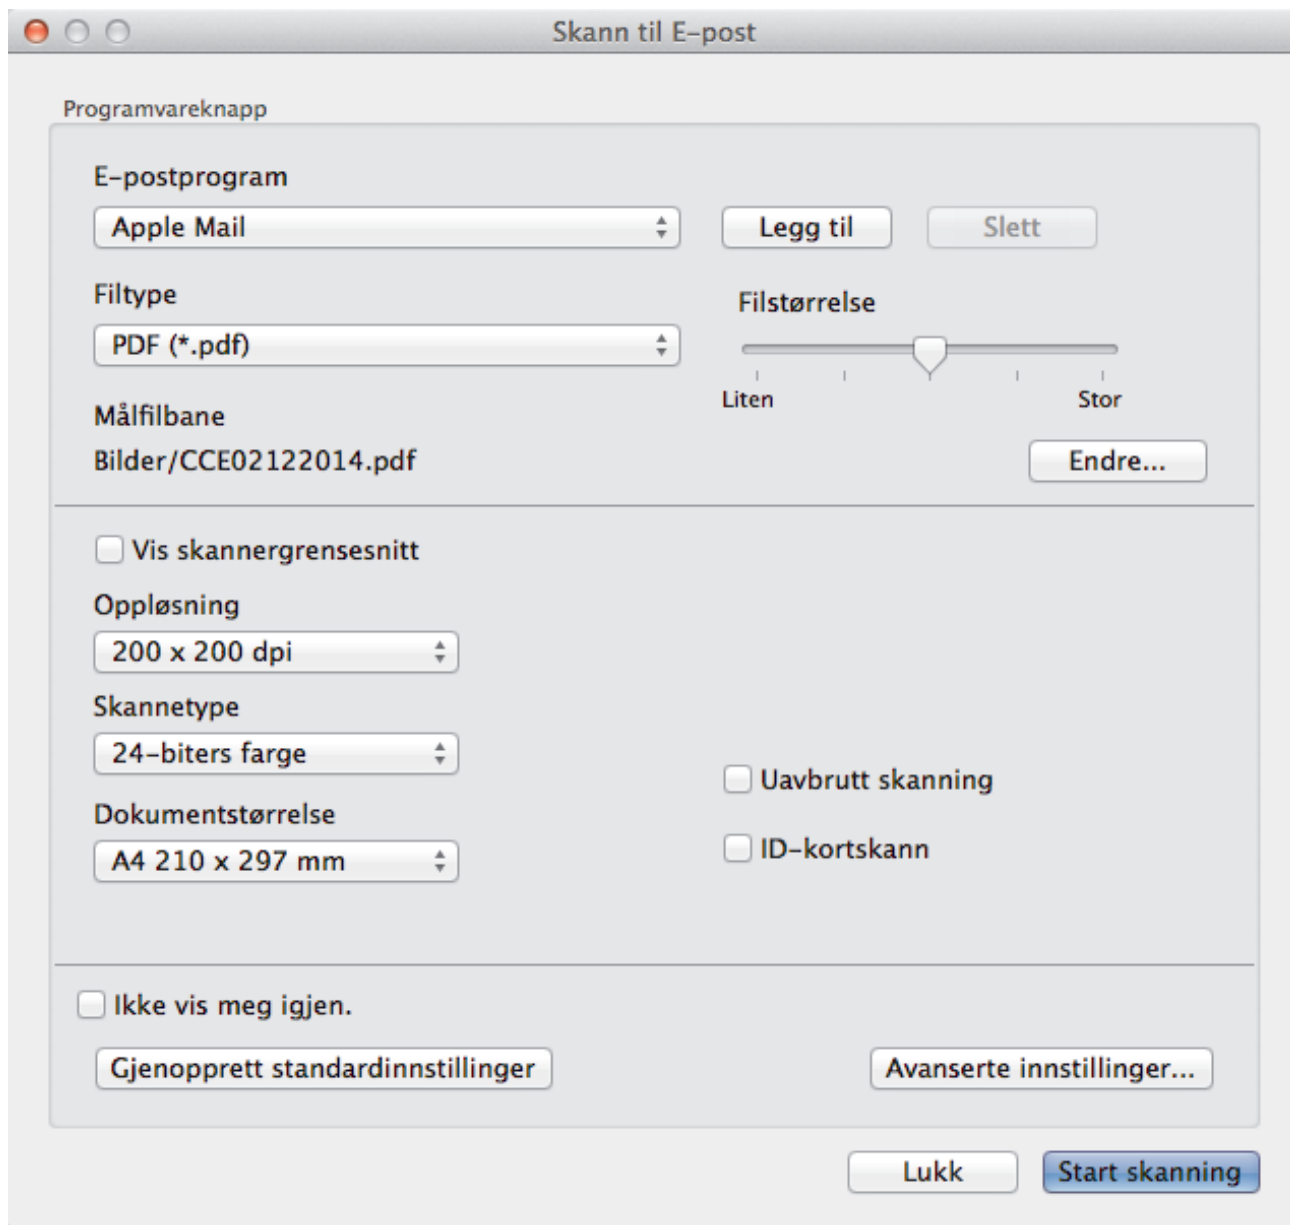 Skann til E-post
Programvareknapp
E-postprogram
Apple Mail
Legg til
Slett
Filtype
Filstørrelse
PDF (*.pdf)
Liten
Stor
Målfilbane
Bilder/CCE02122014.pdf
Endre...
Vis skannergrensesnitt
Oppløsning
200 x 200 dpi
Skannetype
24-biters farge
Uavbrutt skanning
Dokumentstørrelse
ID-kortskann
A4 210 x 297 mm
Ikke vis meg igjen.
Gjenopprett standardinnstillinger
Avanserte innstillinger...
Lukk
Start skanning